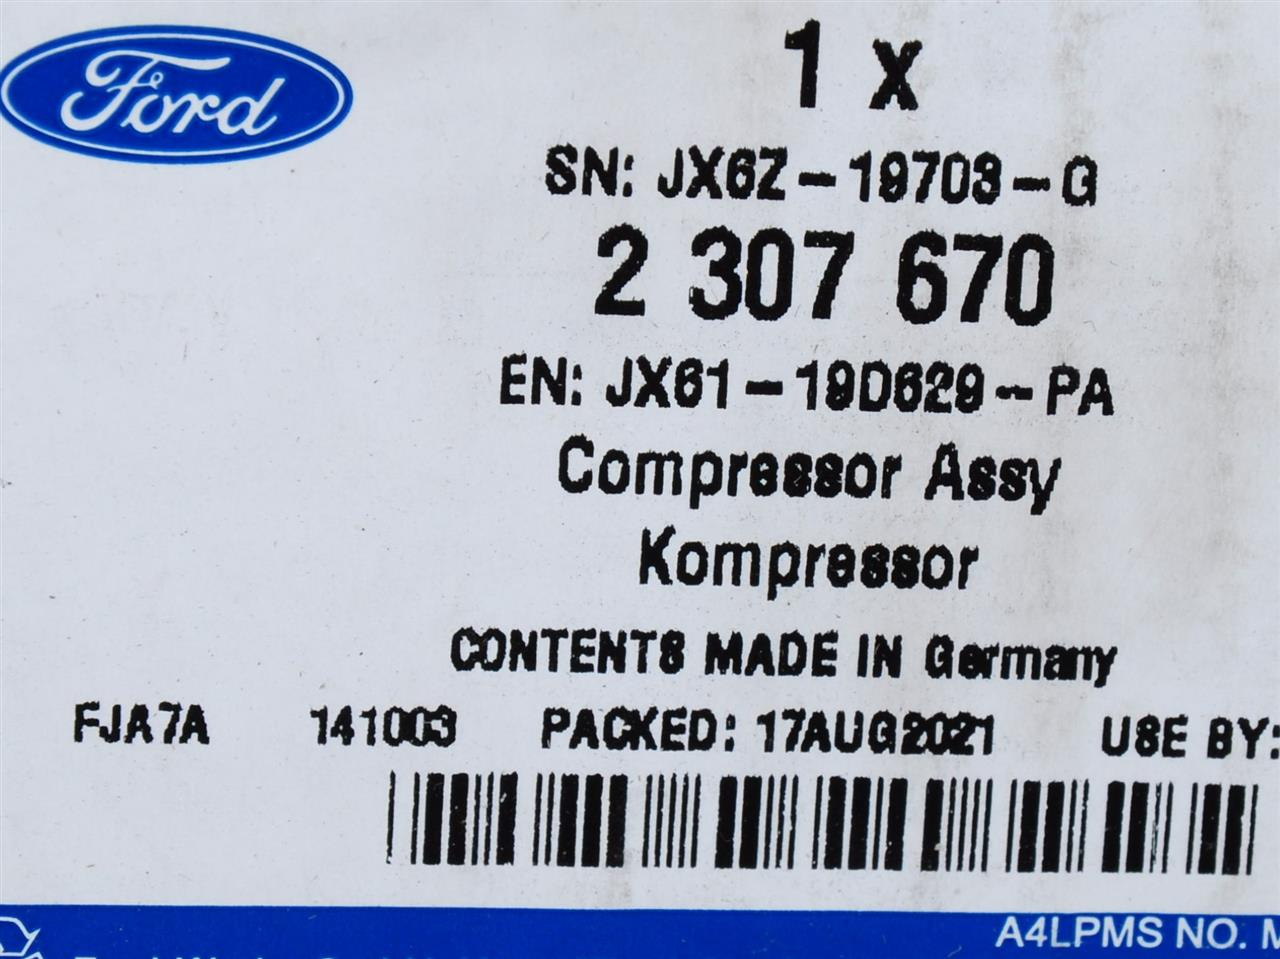 Ford
1 x
SN: JX6Z-19703-G
2 307 670
EN: JX61-19D629-PA
Compressor Assy
Kompressor
CONTENTS MADE IN Germany
FJA7A 141003 PACKED: 17AUG2021 USE BY:
A4LPMS NO. M